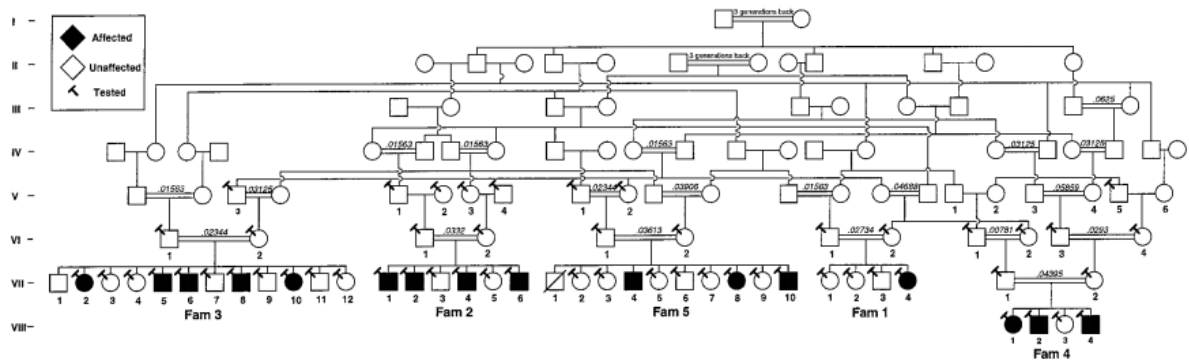 I
3 generations back
Affected
Unaffected
Tested
II
3 generations back
III
.0625
IV
.01563 .01563 .01563 .03125 .03125
V
.01563 .03125 .02344 .03906 .01563 .04688 .05859
3 1 2 3 4 1 2 1 2 3 4 5 6
VI
.02344 .0332 .03613 .02734 .00781 .0293
1 2 1 2 1 2 1 2 1 2 3 4
VII
.04395
1 2 3 4 5 6 7 8 9 10 11 12 1 2 3 4 5 6 1 2 3 4 5 6 7 8 9 10 1 2 3 4 1 2
Fam 3 Fam 2 Fam 5 Fam 1
VIII
1 2 3 4
Fam 4